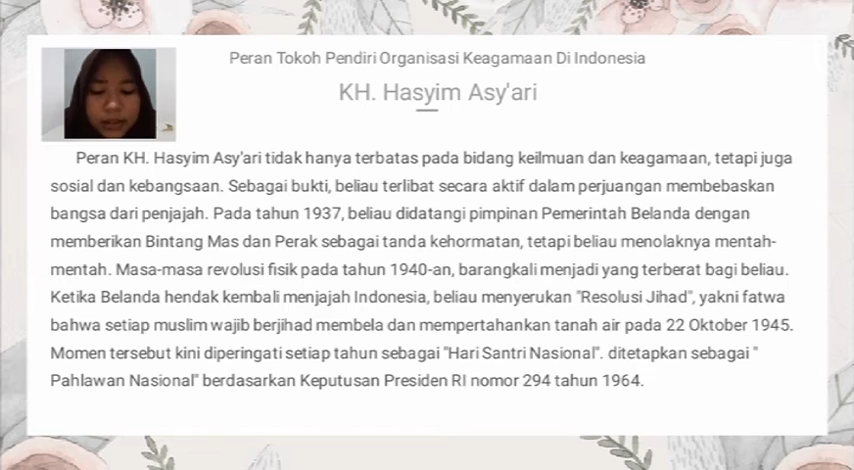 Peran Tokoh Pendiri Organisasi Keagamaan Di Indonesia
KH. Hasyim Asy'ari
Peran KH. Hasyim Asy'ari tidak hanya terbatas pada bidang keilmuan dan keagamaan, tetapi juga
sosial dan kebangsaan. Sebagai bukti, beliau terlibat secara aktif dalam perjuangan membebaskan
bangsa dari penjajah. Pada tahun 1937, beliau didatangi pimpinan Pemerintah Belanda dengan
memberikan Bintang Mas dan Perak sebagai tanda kehormatan, tetapi beliau menolaknya mentah-
mentah. Masa-masa revolusi fisik pada tahun 1940-an, barangkali menjadi yang terberat bagi beliau.
Ketika Belanda hendak kembali menjajah Indonesia, beliau menyerukan "Resolusi Jihad", yakni fatwa
bahwa setiap muslim wajib berjihad membela dan mempertahankan tanah air pada 22 Oktober 1945.
Momen tersebut kini diperingati setiap tahun sebagai "Hari Santri Nasional". ditetapkan sebagai "
Pahlawan Nasional" berdasarkan Keputusan Presiden RI nomor 294 tahun 1964.